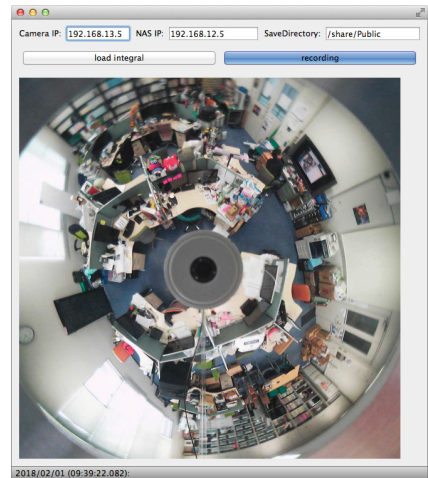 Camera IP: 192.168.13.5 NAS IP: 192.168.12.5 SaveDirectory: /share/Public
load integral recording
2018/02/01 (09:39:22.082):